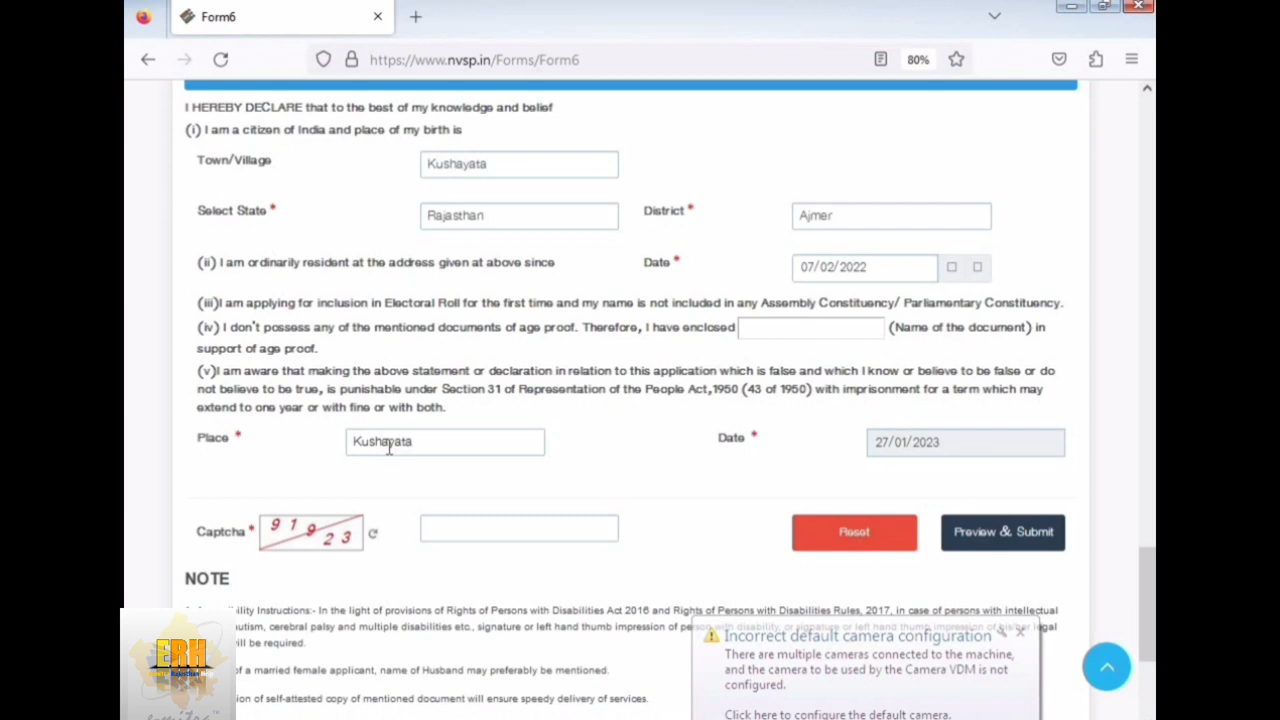 Form6
https://www.nvsp.in/Forms/Form6
80%
I HEREBY DECLARE that to the best of my knowledge and belief
(i) I am a citizen of India and place of my birth is
Town/Village
Kushayata
Select State *
Rajasthan
District *
Ajmer
(ii) I am ordinarily resident at the address given at above since
Date *
07/02/2022
(iii)I am applying for inclusion in Electoral Roll for the first time and my name is not included in any Assembly Constituency/ Parliamentary Constituency.
(iv) I don't possess any of the mentioned documents of age proof. Therefore, I have enclosed (Name of the document) in
support of age proof.
(v)I am aware that making the above statement or declaration in relation to this application which is false and which I know or believe to be false or do
not believe to be true, is punishable under Section 31 of Representation of the People Act,1950 (43 of 1950) with imprisonment for a term which may
extend to one year or with fine or with both.
Place *
Kushayata
Date *
27/01/2023
Captcha *
91923
Reset
Preview & Submit
NOTE
ility Instructions:- In the light of provisions of Rights of Persons with Disabilities Act 2016 and Rights of Persons with Disabilities Rules, 2017, in case of persons with intellectual
utism, cerebral palsy and multiple disabilities etc., signature or left hand thumb impression of
will be required.
of a married female applicant, name of Husband may preferably be mentioned.
ion of self-attested copy of mentioned document will ensure speedy delivery of services.
Incorrect default camera configuration
There are multiple cameras connected to the machine,
and the camera to be used by the Camera VDM is not
configured.
Click here to configure the default camera.
ERH
Rajasthan